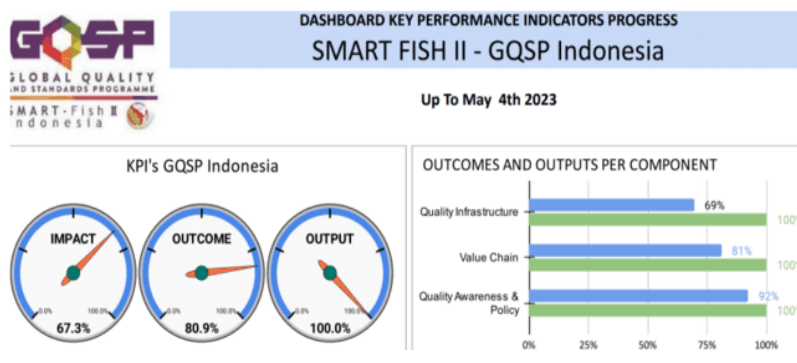 DASHBOARD KEY PERFORMANCE INDICATORS PROGRESS
SMART FISH II - GQSP Indonesia
GQSP
GLOBAL QUALITY
AND STANDARDS PROGRAMME
SMART-Fish II
Indonesia
Up To May 4th 2023
KPI's GQSP Indonesia
IMPACT
0.0% 100.0%
67.3%
OUTCOME
0.0% 100.0%
80.9%
OUTPUT
0.0% 100.0%
100.0%
OUTCOMES AND OUTPUTS PER COMPONENT
Quality Infrastructure
69%
100%
Value Chain
81%
100%
Quality Awareness &
Policy
92%
100%
0% 25% 50% 75% 100%